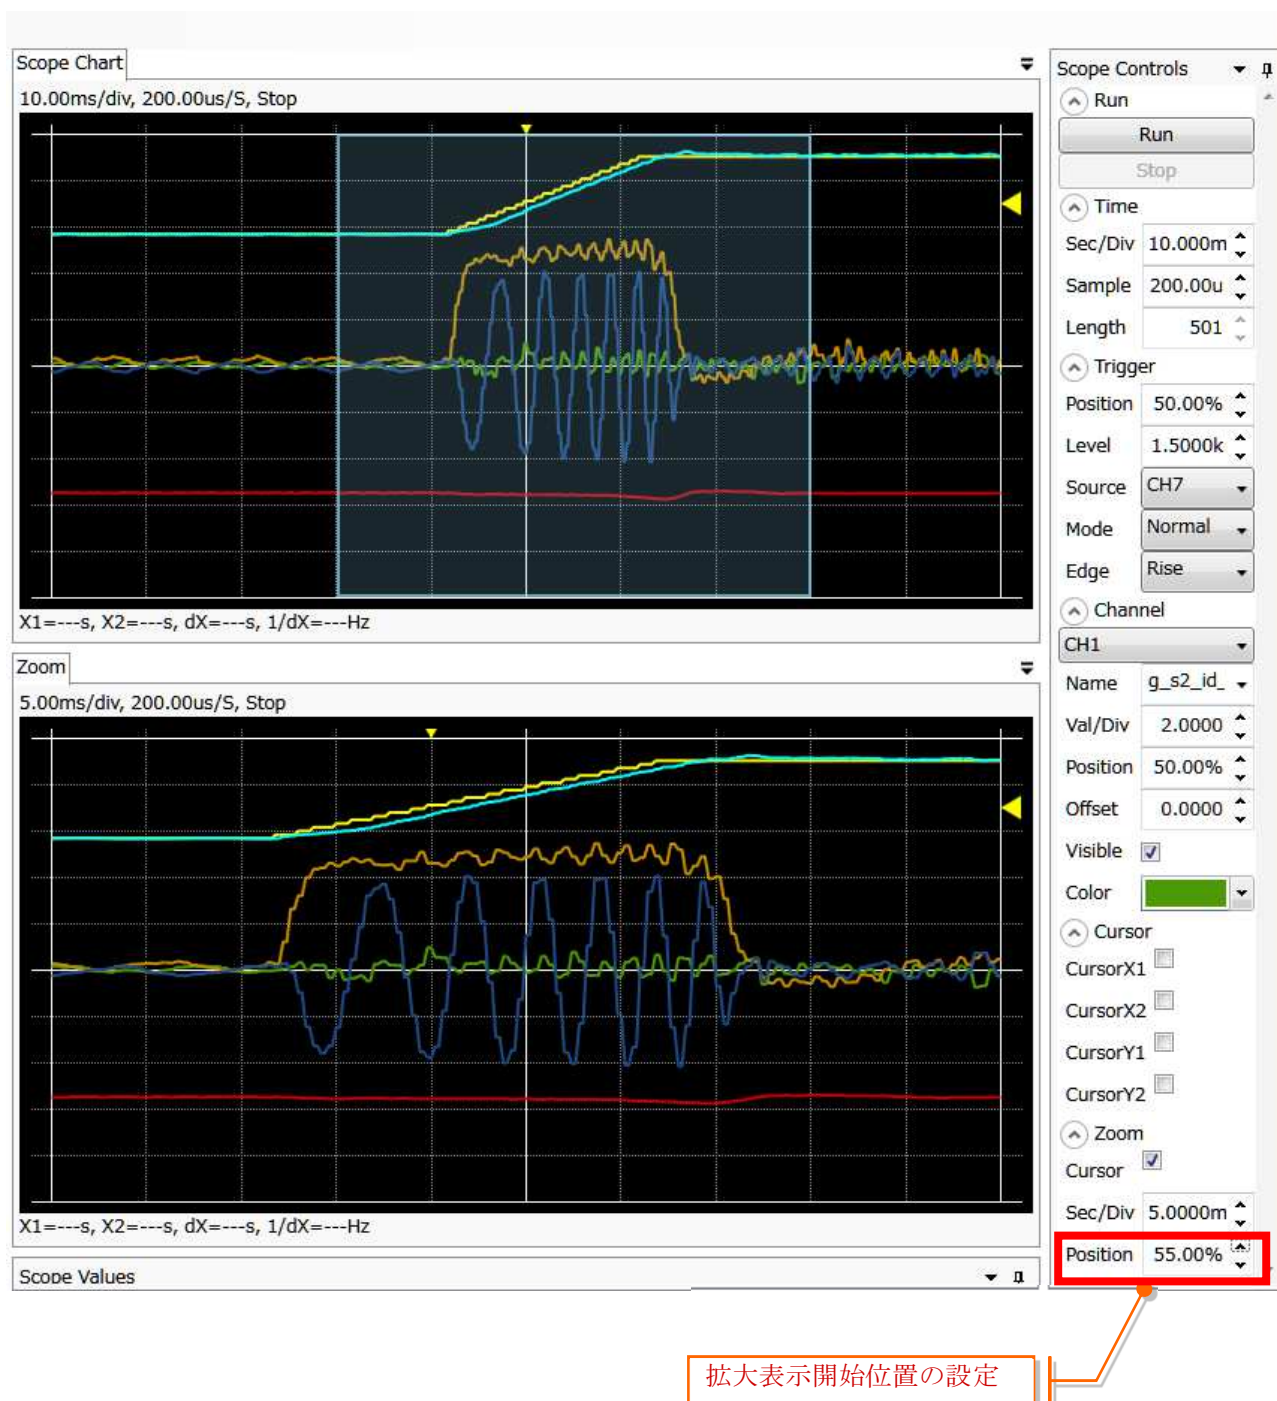 Scope Chart
10.00ms/div, 200.00us/S, Stop
X1=---s, X2=---s, dX=---s, 1/dX=---Hz
Zoom
5.00ms/div, 200.00us/S, Stop
X1=---s, X2=---s, dX=---s, 1/dX=---Hz
Scope Values
Scope Controls
Run
Run
Stop
Time
Sec/Div 10.000m
Sample 200.00u
Length 501
Trigger
Position 50.00%
Level 1.5000k
Source CH7
Mode Normal
Edge Rise
Channel
CH1
Name g_s2_id_
Val/Div 2.0000
Position 50.00%
Offset 0.0000
Visible
Color
Cursor
CursorX1
CursorX2
CursorY1
CursorY2
Zoom
Cursor
Sec/Div 5.0000m
Position 55.00%
拡大表示開始位置の設定